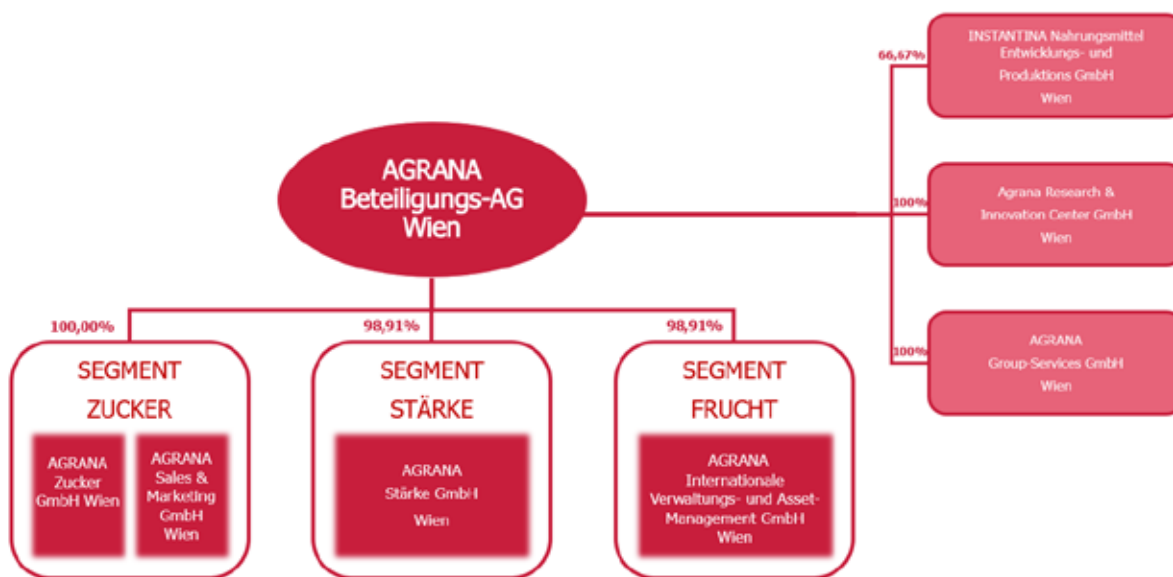 66,67%
INSTANTINA Nahrungsmittel
Entwicklungs- und
Produktions GmbH
Wien
AGRANA
Beteiligungs-AG
Wien
100%
Agrana Research &
Innovation Center GmbH
Wien
100%
AGRANA
Group-Services GmbH
Wien
100,00%
98,91%
98,91%
SEGMENT
ZUCKER
AGRANA
Zucker
GmbH Wien
AGRANA
Sales &
Marketing
GmbH
Wien
SEGMENT
STÄRKE
AGRANA
Stärke GmbH
Wien
SEGMENT
FRUCHT
AGRANA
Internationale
Verwaltungs- und Asset-
Management GmbH
Wien